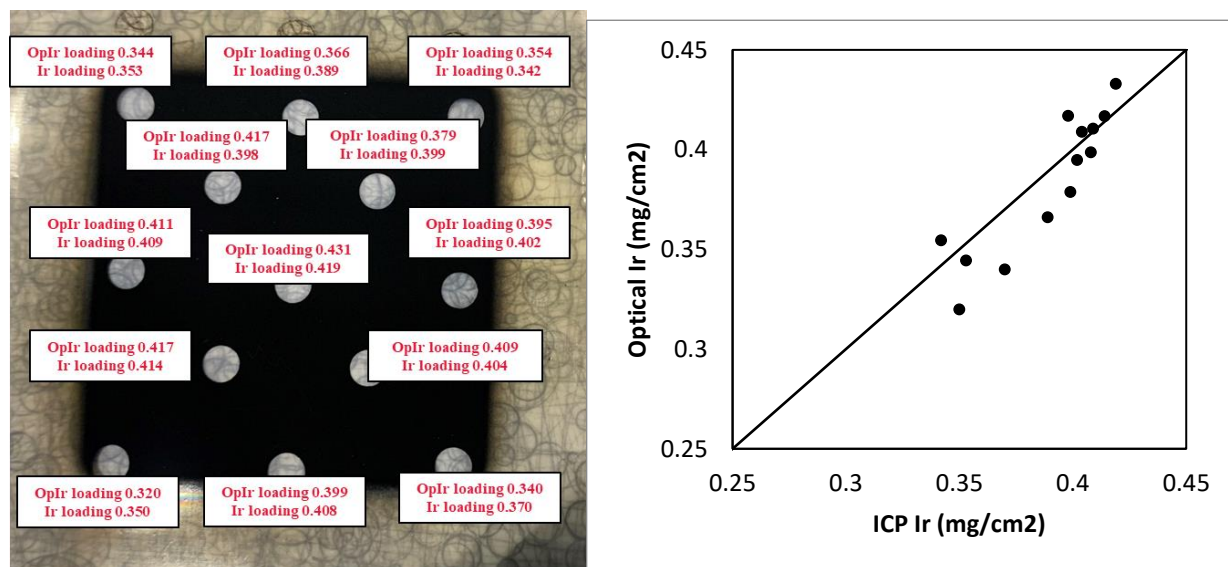 OpIr loading 0.344
Ir loading 0.353
OpIr loading 0.366
Ir loading 0.389
OpIr loading 0.354
Ir loading 0.342
OpIr loading 0.417
Ir loading 0.398
OpIr loading 0.379
Ir loading 0.399
OpIr loading 0.411
Ir loading 0.409
OpIr loading 0.431
Ir loading 0.419
OpIr loading 0.395
Ir loading 0.402
OpIr loading 0.417
Ir loading 0.414
OpIr loading 0.409
Ir loading 0.404
OpIr loading 0.320
Ir loading 0.350
OpIr loading 0.399
Ir loading 0.408
OpIr loading 0.340
Ir loading 0.370
Optical Ir (mg/cm2)
0.45
0.4
0.35
0.3
0.25
0.25 0.3 0.35 0.4 0.45
ICP Ir (mg/cm2)